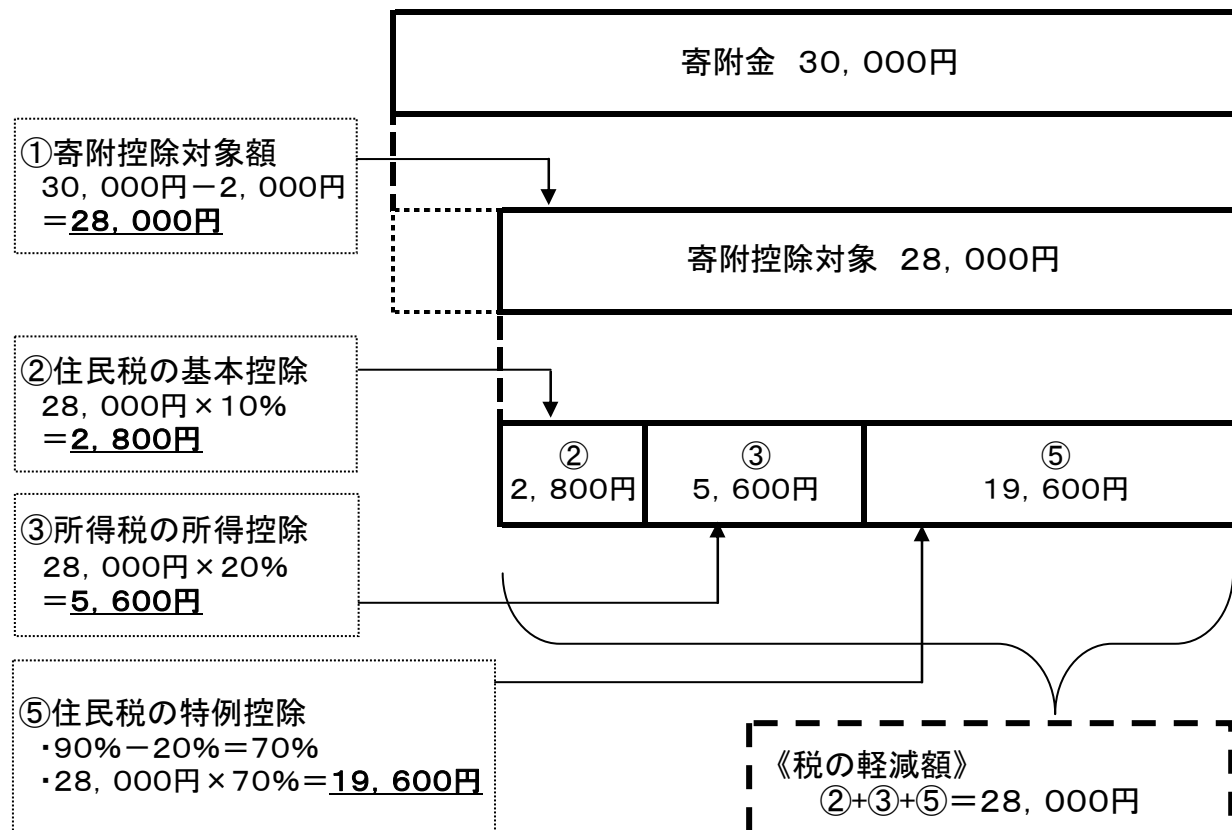 寄附金 30,000円
①寄附控除対象額
30,000円－2,000円
＝28,000円
寄附控除対象 28,000円
②住民税の基本控除
28,000円×10%
＝2,800円
②
2,800円
③
5,600円
⑤
19,600円
③所得税の所得控除
28,000円×20%
＝5,600円
⑤住民税の特例控除
・90%－20%＝70%
・28,000円×70%＝19,600円
《税の軽減額》
②+③+⑤＝28,000円